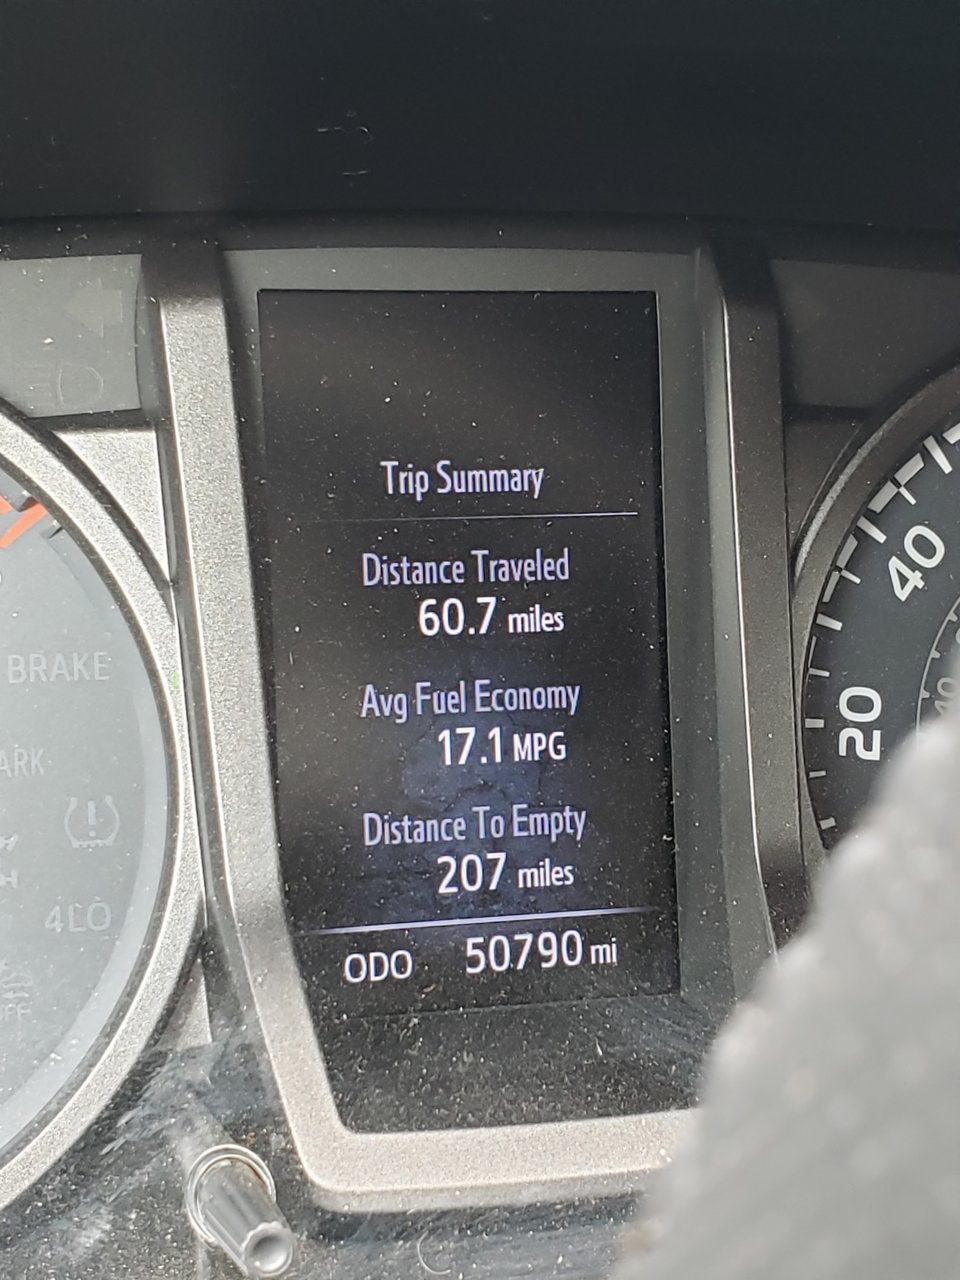 Trip Summary
Distance Traveled
60.7 miles
Avg Fuel Economy
17.1 MPG
Distance To Empty
207 miles
ODO 50790 mi
BRAKE
4LO
40
20